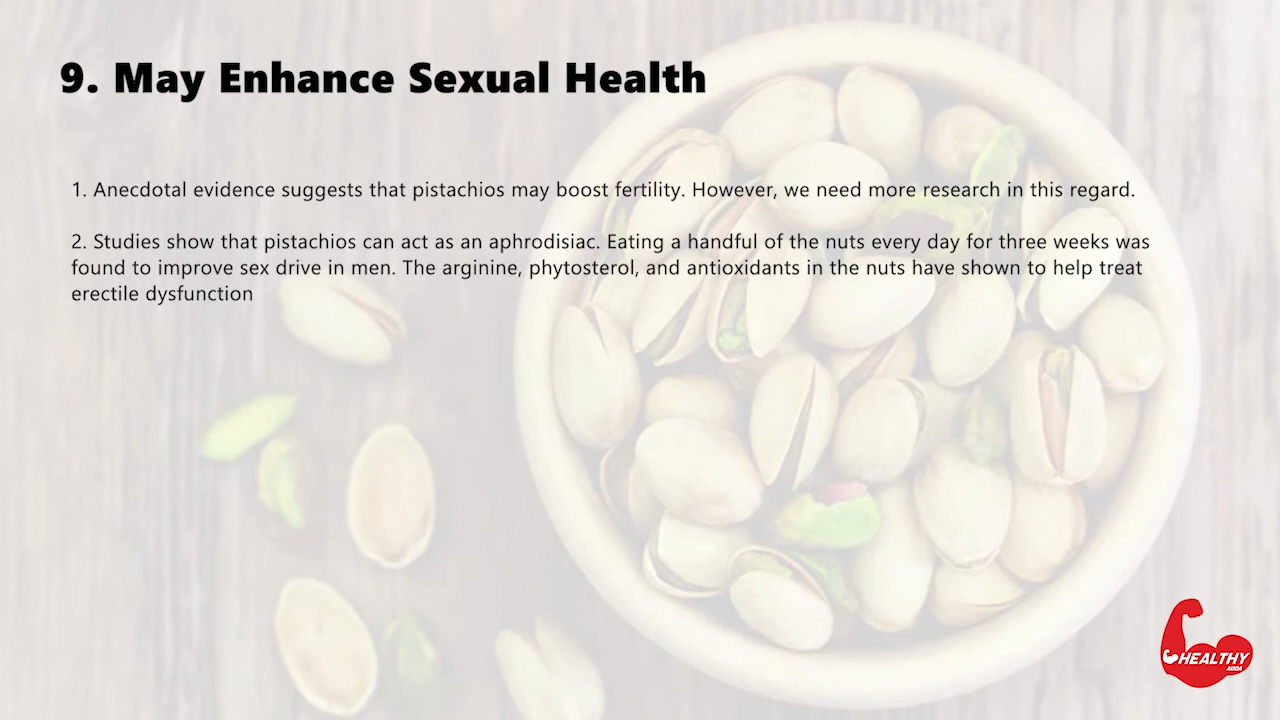 9. May Enhance Sexual Health
1. Anecdotal evidence suggests that pistachios may boost fertility. However, we need more research in this regard.
2. Studies show that pistachios can act as an aphrodisiac. Eating a handful of the nuts every day for three weeks was
found to improve sex drive in men. The arginine, phytosterol, and antioxidants in the nuts have shown to help treat
erectile dysfunction
HEALTHY
ADDA